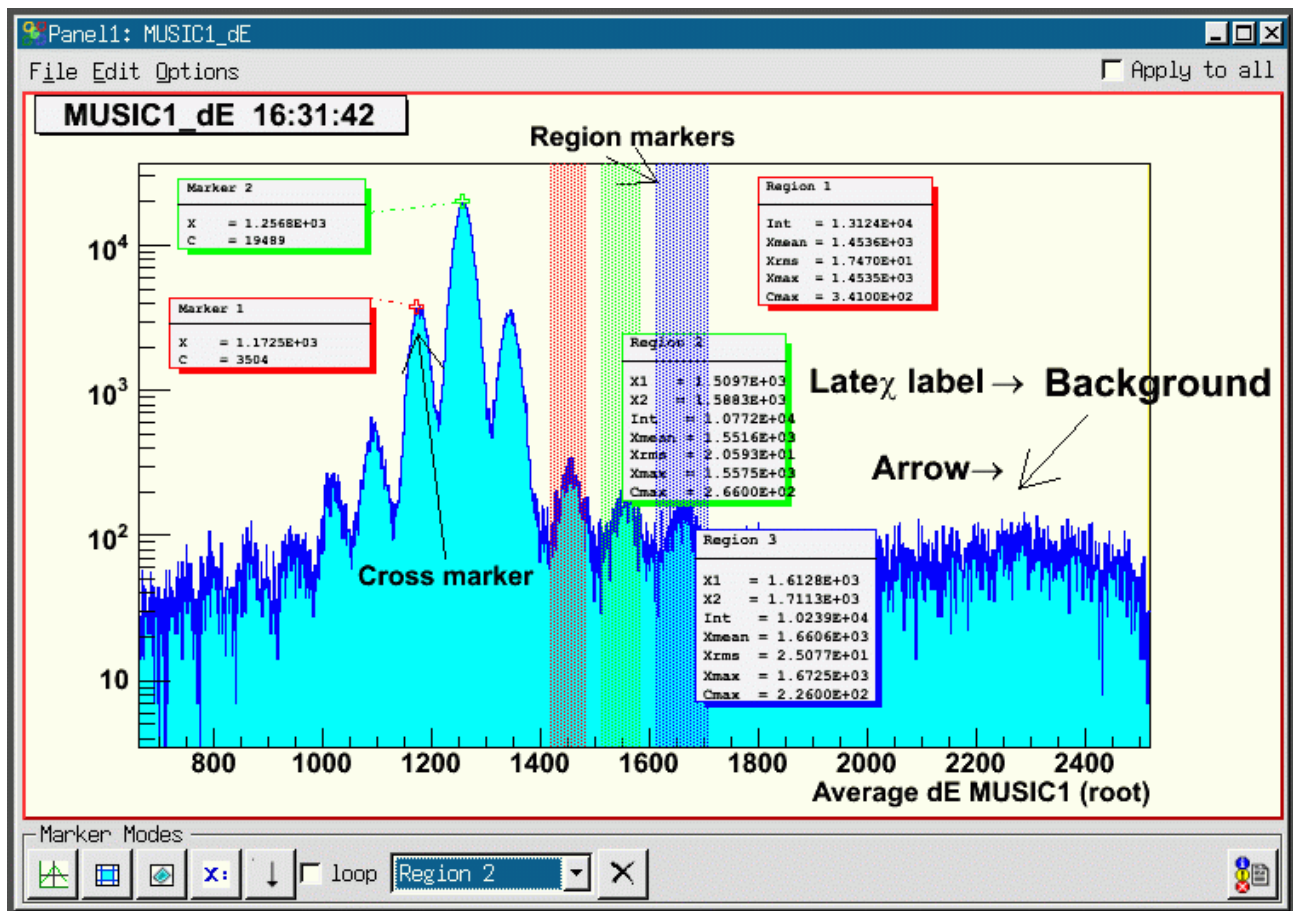 Panel1: MUSIC1_dE
File Edit Options
Apply to all
MUSIC1_dE 16:31:42
Region markers
Marker 2
X = 1.2568E+03
C = 19489
Marker 1
X = 1.1725E+03
C = 3504
Region 1
Int = 1.3124E+04
Xmean = 1.4536E+03
Xrms = 1.7470E+01
Xmax = 1.4535E+03
Cmax = 3.4100E+02
Region 2
X1 = 1.5097E+03
X2 = 1.5883E+03
Int = 1.0772E+04
Xmean = 1.5516E+03
Xrms = 2.0593E+01
Xmax = 1.5575E+03
Cmax = 2.6600E+02
Lateχ label → Background
Arrow→
Region 3
X1 = 1.6128E+03
X2 = 1.7113E+03
Int = 1.0239E+04
Xmean = 1.6606E+03
Xrms = 2.5077E+01
Xmax = 1.6725E+03
Cmax = 2.2600E+02
Cross marker
10⁴
10³
10²
10
800 1000 1200 1400 1600 1800 2000 2200 2400
Average dE MUSIC1 (root)
Marker Modes
X:
loop
Region 2